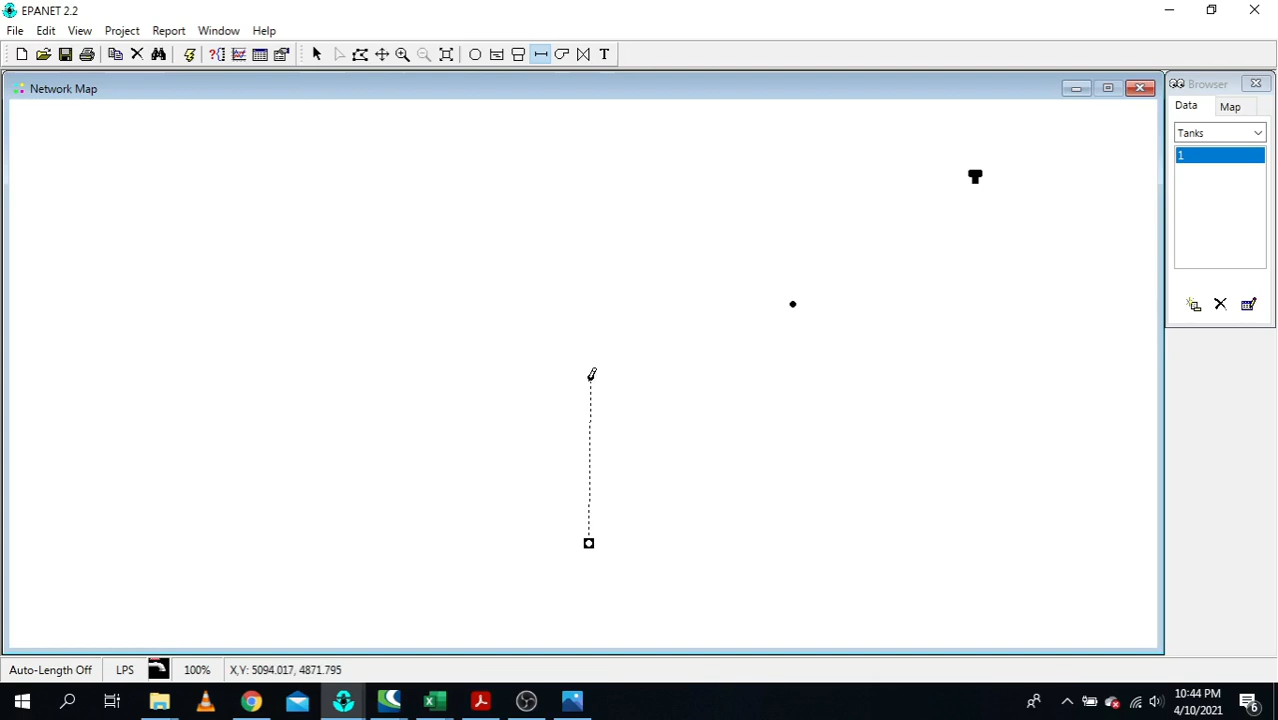 EPANET 2.2
File Edit View Project Report Window Help
T
Network Map
Browser
Data Map
Tanks
1
Auto-Length Off LPS 100% X,Y: 5094.017, 4871.795
10:44 PM
4/10/2021
6